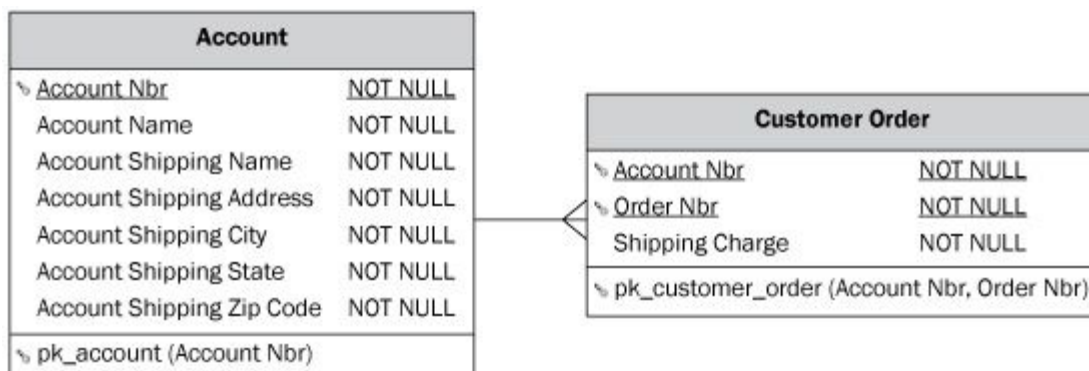 Account
Account Nbr NOT NULL
Account Name NOT NULL
Account Shipping Name NOT NULL
Account Shipping Address NOT NULL
Account Shipping City NOT NULL
Account Shipping State NOT NULL
Account Shipping Zip Code NOT NULL
pk_account (Account Nbr)
Customer Order
Account Nbr NOT NULL
Order Nbr NOT NULL
Shipping Charge NOT NULL
pk_customer_order (Account Nbr, Order Nbr)